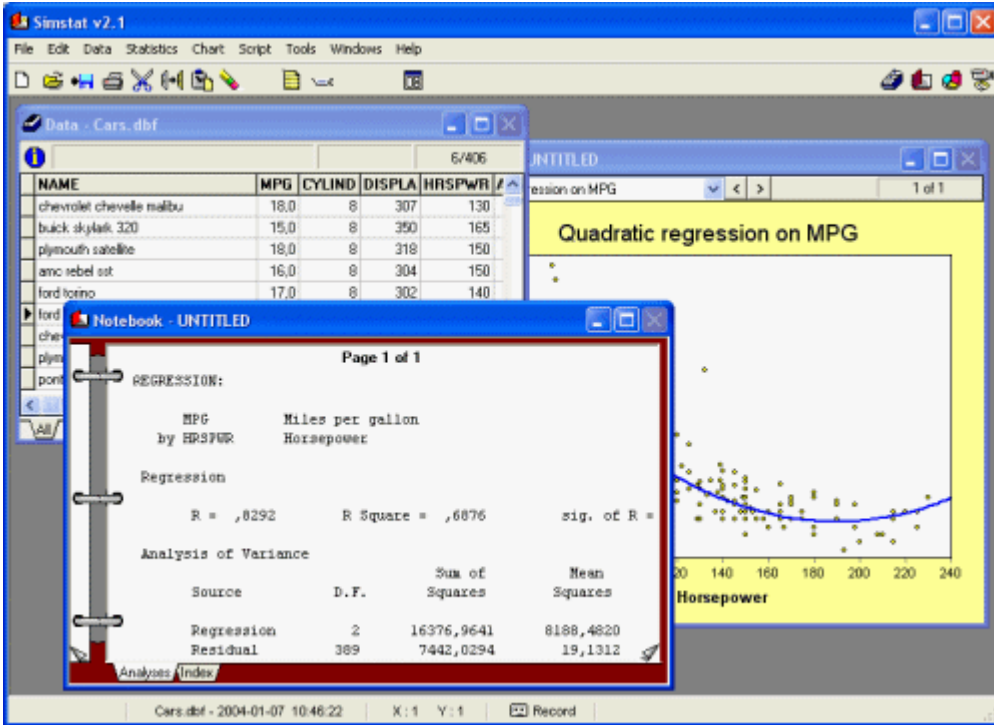 Simstat v2.1
File Edit Data Statistics Chart Script Tools Windows Help
Data - Cars.dbf
6/406
NAME MPG CYLIND DISPLA HRSPWR A
chevrolet chevelle malibu 18,0 8 307 130
buick skylark 320 15,0 8 350 165
plymouth satellite 18,0 8 318 150
amc rebel sst 16,0 8 304 150
ford torino 17,0 8 302 140
ford
chev
plym
pont
All
UNTITLED
ression on MPG
1 of 1
Quadratic regression on MPG
20 140 160 180 200 220 240
Horsepower
Notebook - UNTITLED
Page 1 of 1
REGRESSION:
MPG Miles per gallon
by HRSPWR Horsepower
Regression
R = ,8292 R Square = ,6876 sig. of R =
Analysis of Variance
Sum of Mean
Source D.F. Squares Squares
Regression 2 16376,9641 8188,4820
Residual 389 7442,0294 19,1312
Analyses Index
Cars.dbf - 2004-01-07 10:46:22 X:1 Y:1 Record